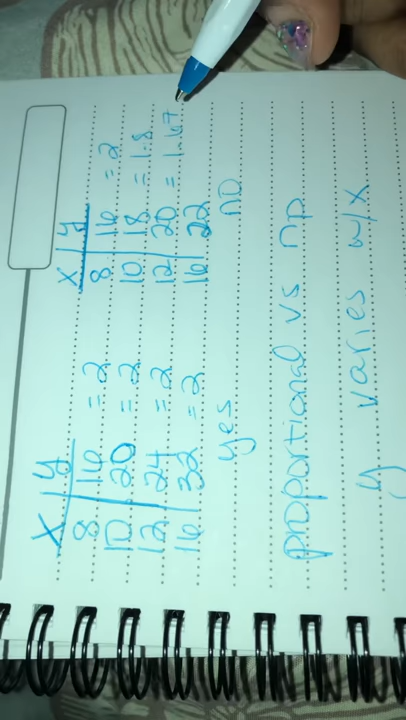 x | y
8 | 16 = 2
10 | 20 = 2
12 | 24 = 2
16 | 32 = 2
yes
x | y
8 | 16 = 2
10 | 18 = 1.8
12 | 20 = 1.67
16 | 22
no
proportional vs np
y varies w/x